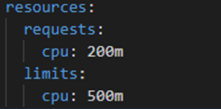 resources:
  requests:
    cpu: 200m
  limits:
    cpu: 500m